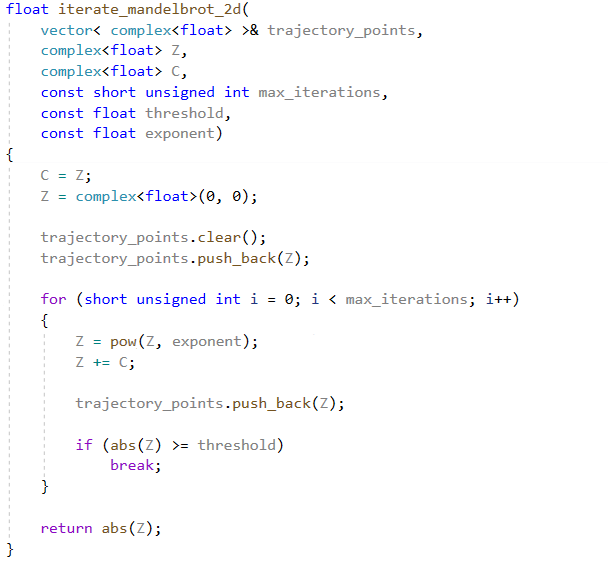 float iterate_mandelbrot_2d(
    vector< complex<float> >& trajectory_points,
    complex<float> Z,
    complex<float> C,
    const short unsigned int max_iterations,
    const float threshold,
    const float exponent)
{
    C = Z;
    Z = complex<float>(0, 0);

    trajectory_points.clear();
    trajectory_points.push_back(Z);

    for (short unsigned int i = 0; i < max_iterations; i++)
    {
        Z = pow(Z, exponent);
        Z += C;

        trajectory_points.push_back(Z);

        if (abs(Z) >= threshold)
            break;
    }

    return abs(Z);
}